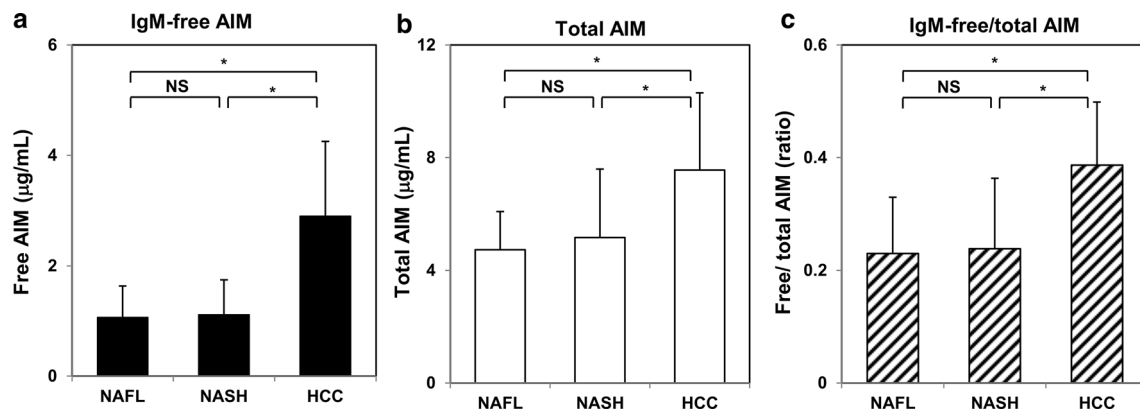 a
IgM-free AIM
Free AIM (μg/mL)
6
4
2
0
*
NS
*
NAFL
NASH
HCC
b
Total AIM
Total AIM (μg/mL)
12
8
4
0
*
NS
*
NAFL
NASH
HCC
c
IgM-free/total AIM
Free/ total AIM (ratio)
0.6
0.4
0.2
0
*
NS
*
NAFL
NASH
HCC